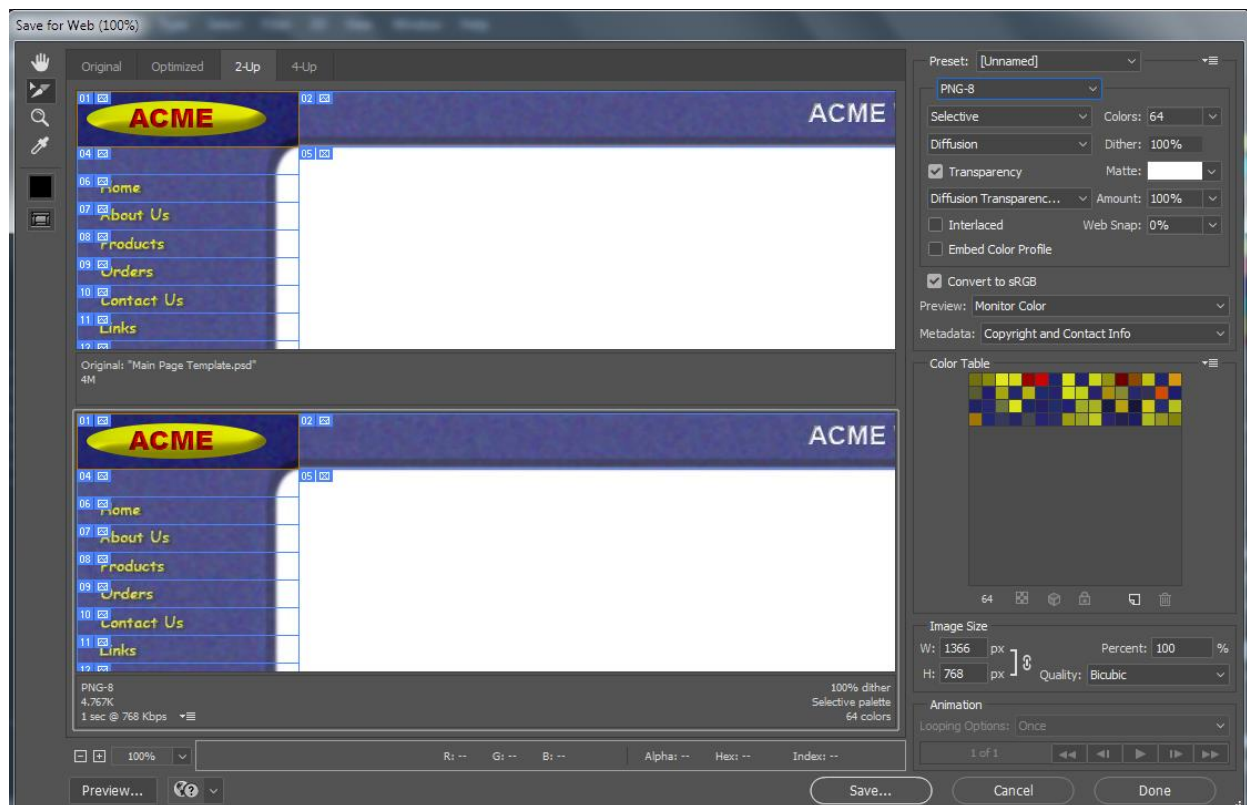 Save for Web (100%)
Original Optimized 2-Up 4-Up
01 02
ACME ACME
04 05
06 Home
07 About Us
08 Products
09 Orders
10 Contact Us
11 Links
12
Original: "Main Page Template.psd"
4M
01 02
ACME ACME
04 05
06 Home
07 About Us
08 Products
09 Orders
10 Contact Us
11 Links
12
PNG-8 100% dither
4.767K Selective palette
1 sec @ 768 Kbps 64 colors
100% R: -- G: -- B: -- Alpha: -- Hex: -- Index: --
Preview... Save... Cancel Done
Preset: [Unnamed]
PNG-8
Selective Colors: 64
Diffusion Dither: 100%
Transparency Matte:
Diffusion Transparenc... Amount: 100%
Interlaced Web Snap: 0%
Embed Color Profile
Convert to sRGB
Preview: Monitor Color
Metadata: Copyright and Contact Info
Color Table
64
Image Size
W: 1366 px Percent: 100 %
H: 768 px Quality: Bicubic
Animation
Looping Options: Once
1 of 1